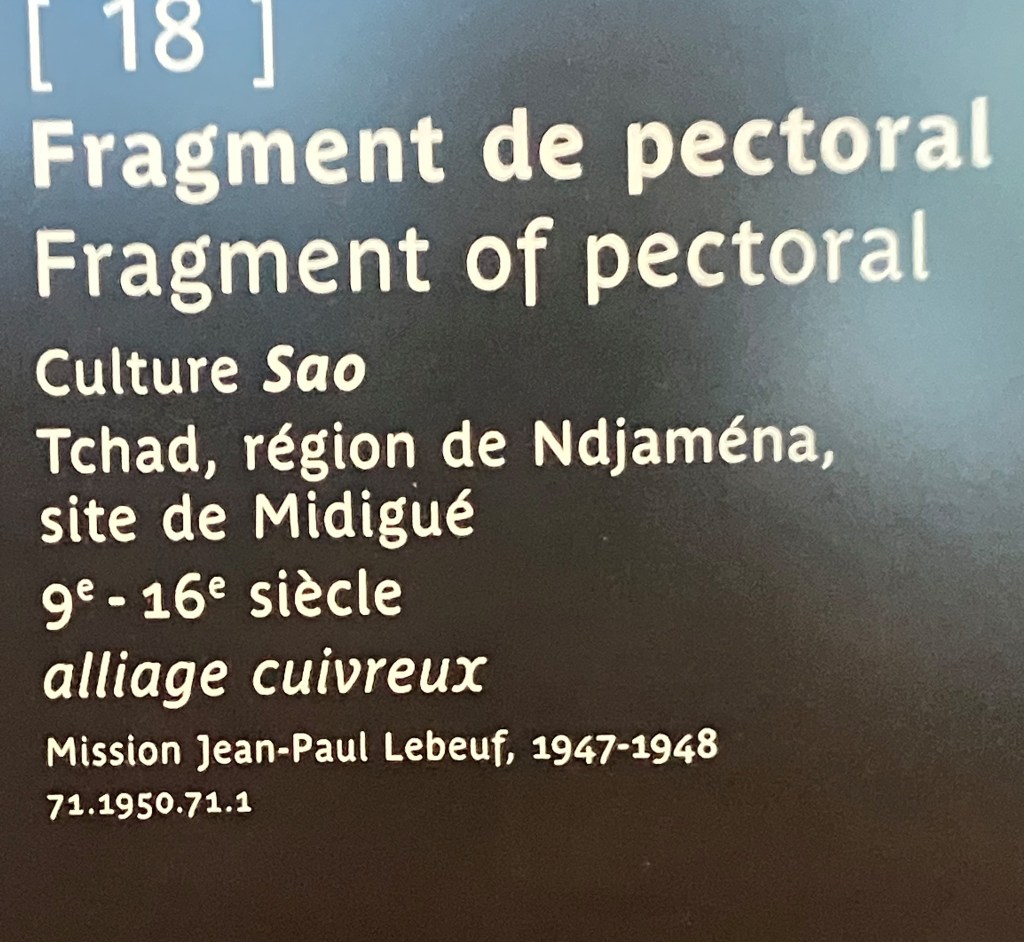 [ 18 ]
Fragment de pectoral
Fragment of pectoral
Culture Sao
Tchad, région de Ndjaména,
site de Midigué
9e - 16e siècle
alliage cuivreux
Mission Jean-Paul Lebeuf, 1947-1948
71.1950.71.1